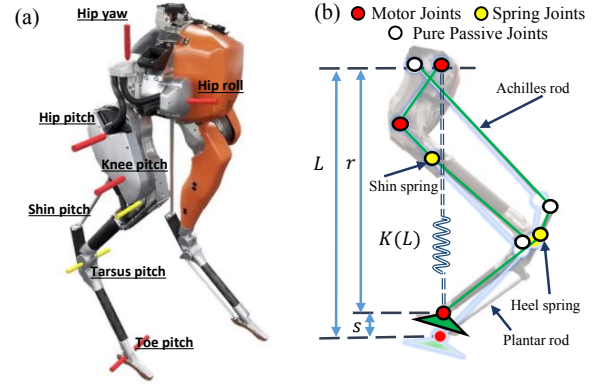 (a)
Hip yaw
Hip roll
Hip pitch
Knee pitch
Shin pitch
Tarsus pitch
Toe pitch
(b)
Motor Joints
Spring Joints
Pure Passive Joints
Achilles rod
L
r
Shin spring
K(L)
Heel spring
s
Plantar rod